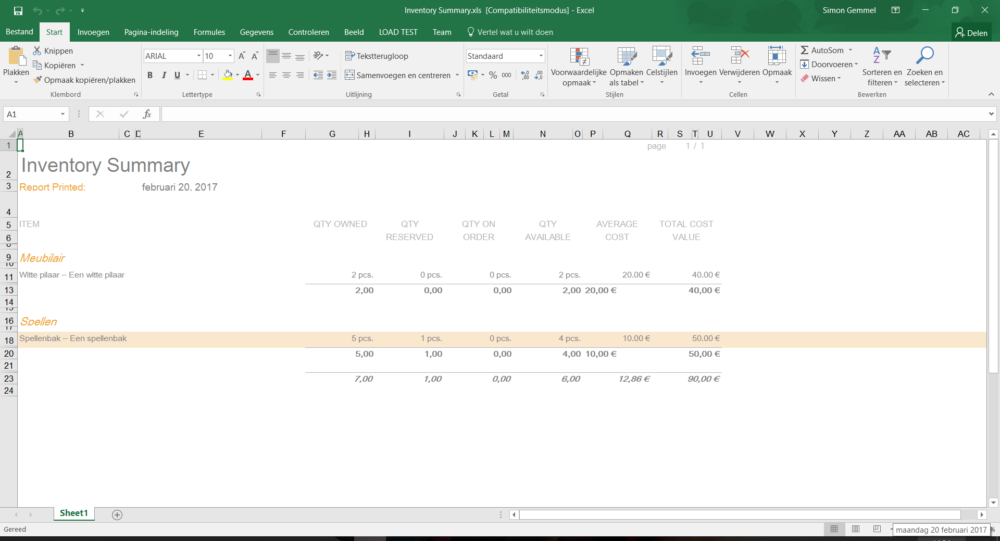 Inventory Summary.xls  [Compatibiliteitsmodus] - Excel
Simon Gemmel
Bestand Start Invoegen Pagina-indeling Formules Gegevens Controleren Beeld LOAD TEST Team Vertel wat u wilt doen Delen
Plakken
Knippen
Kopiëren
Opmaak kopiëren/plakken
Klembord
ARIAL 10
B I U A
Lettertype
Tekstterugloop
Samenvoegen en centreren
Uitlijning
Standaard
% 000
Getal
Voorwaardelijke opmaak
Opmaken als tabel
Celstijlen
Stijlen
Invoegen Verwijderen Opmaak
Cellen
AutoSom
Doorvoeren
Wissen
Sorteren en filteren
Zoeken en selecteren
Bewerken
A1 fx
A B C D E F G H I J K L M N O P Q R S T U V W X Y Z AA AB AC
1 page 1 / 1
2 Inventory Summary
3 Report Printed: februari 20, 2017
4
5 ITEM QTY OWNED QTY QTY ON QTY AVERAGE TOTAL COST
6 RESERVED ORDER AVAILABLE COST VALUE
8
9 Meubilair
10
11 Witte pilaar -- Een witte pilaar 2 pcs. 0 pcs. 0 pcs. 2 pcs. 20.00 € 40.00 €
13 2,00 0,00 0,00 2,00 20,00 € 40,00 €
14
15
16 Spellen
17
18 Spellenbak -- Een spellenbak 5 pcs. 1 pcs. 0 pcs. 4 pcs. 10.00 € 50.00 €
20 5,00 1,00 0,00 4,00 10,00 € 50,00 €
21
23 7,00 1,00 0,00 6,00 12,86 € 90,00 €
24
Sheet1
Gereed
maandag 20 februari 2017
%